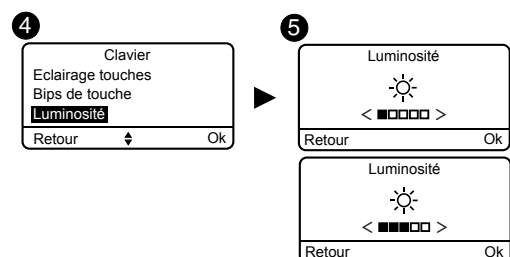 4
Clavier
Eclairage touches
Bips de touche
Luminosité
Retour Ok
5
Luminosité
< ■□□□□ >
Retour Ok
Luminosité
< ■■■□□ >
Retour Ok